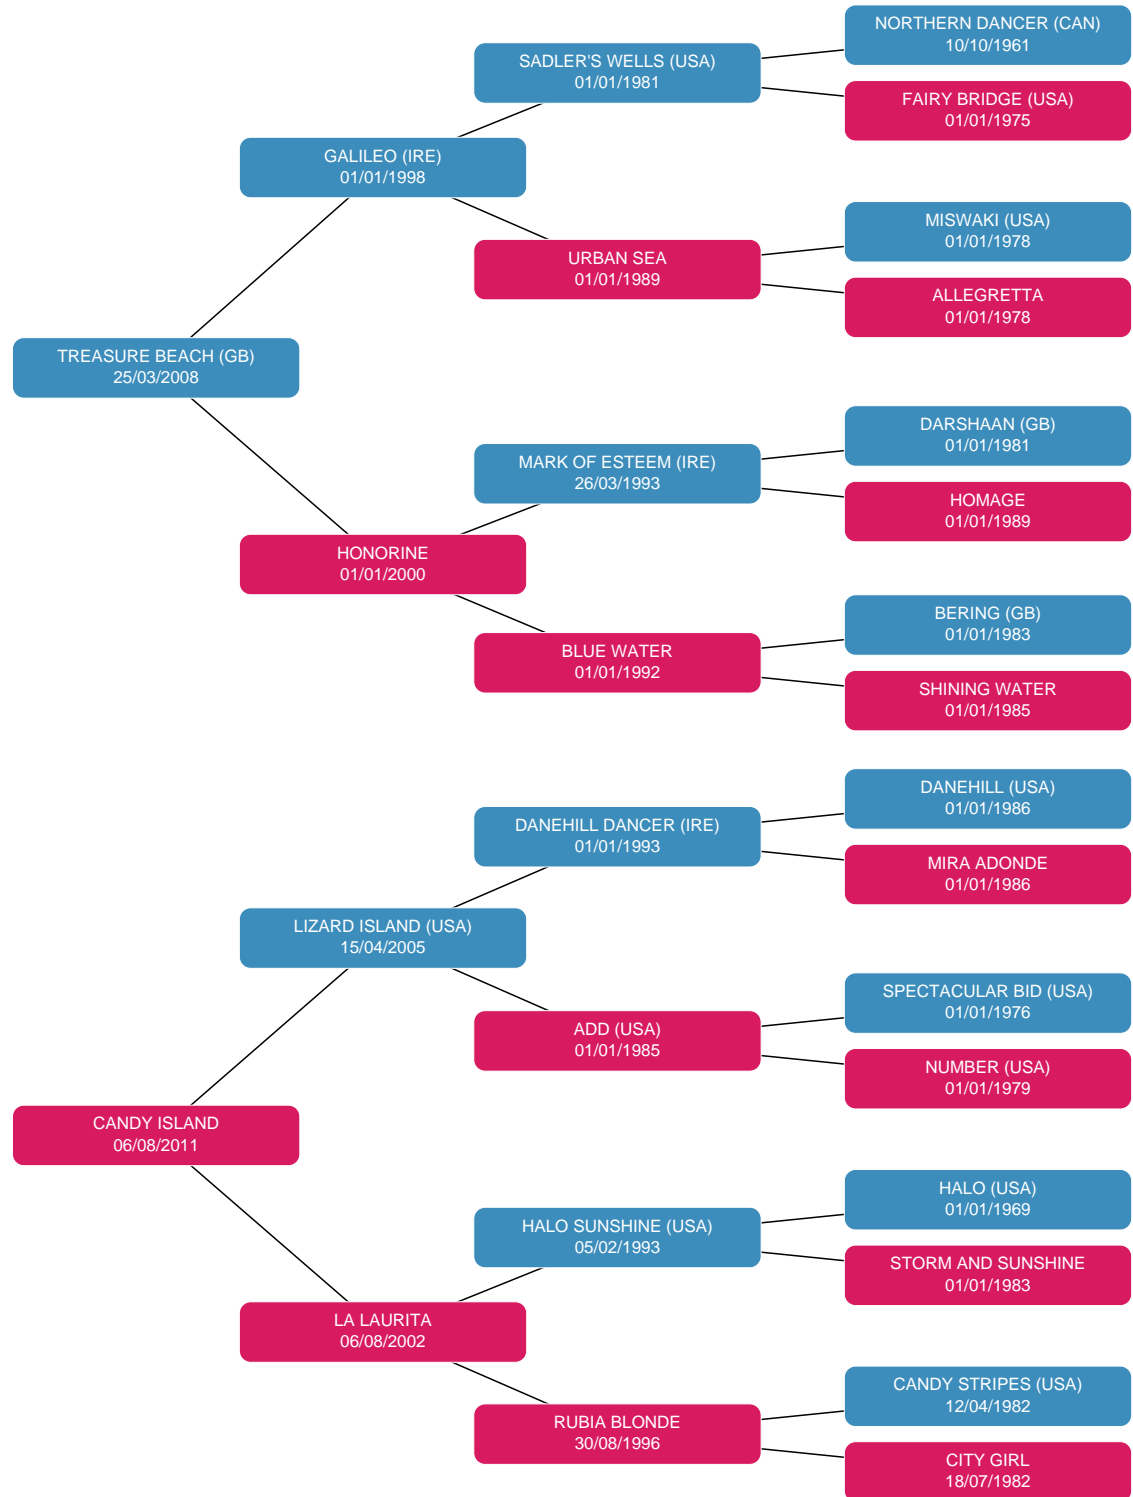 NORTHERN DANCER (CAN)
10/10/1961
SADLER'S WELLS (USA)
01/01/1981
FAIRY BRIDGE (USA)
01/01/1975
GALILEO (IRE)
01/01/1998
MISWAKI (USA)
01/01/1978
URBAN SEA
01/01/1989
ALLEGRETTA
01/01/1978
TREASURE BEACH (GB)
25/03/2008
DARSHAAN (GB)
01/01/1981
MARK OF ESTEEM (IRE)
26/03/1993
HOMAGE
01/01/1989
HONORINE
01/01/2000
BERING (GB)
01/01/1983
BLUE WATER
01/01/1992
SHINING WATER
01/01/1985
DANEHILL (USA)
01/01/1986
DANEHILL DANCER (IRE)
01/01/1993
MIRA ADONDE
01/01/1986
LIZARD ISLAND (USA)
15/04/2005
SPECTACULAR BID (USA)
01/01/1976
ADD (USA)
01/01/1985
NUMBER (USA)
01/01/1979
CANDY ISLAND
06/08/2011
HALO (USA)
01/01/1969
HALO SUNSHINE (USA)
05/02/1993
STORM AND SUNSHINE
01/01/1983
LA LAURITA
06/08/2002
CANDY STRIPES (USA)
12/04/1982
RUBIA BLONDE
30/08/1996
CITY GIRL
18/07/1982